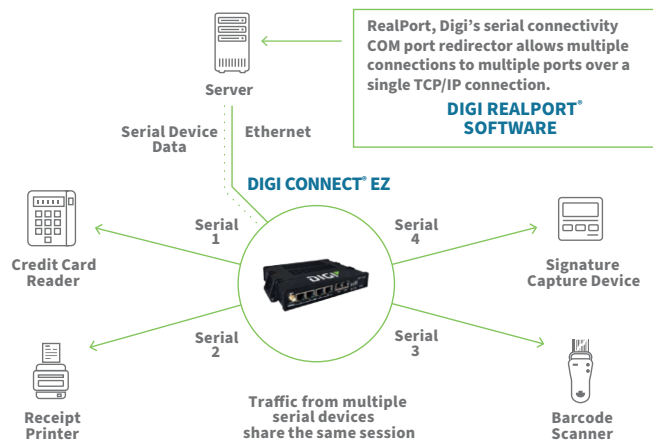 RealPort, Digi's serial connectivity
COM port redirector allows multiple
connections to multiple ports over a
single TCP/IP connection.
DIGI REALPORT®
SOFTWARE
Server
Serial Device
Data
Ethernet
DIGI CONNECT® EZ
Serial
1
Serial
4
Credit Card
Reader
DIGI
Signature
Capture Device
Serial
2
Serial
3
Receipt
Printer
Traffic from multiple
serial devices
share the same session
Barcode
Scanner